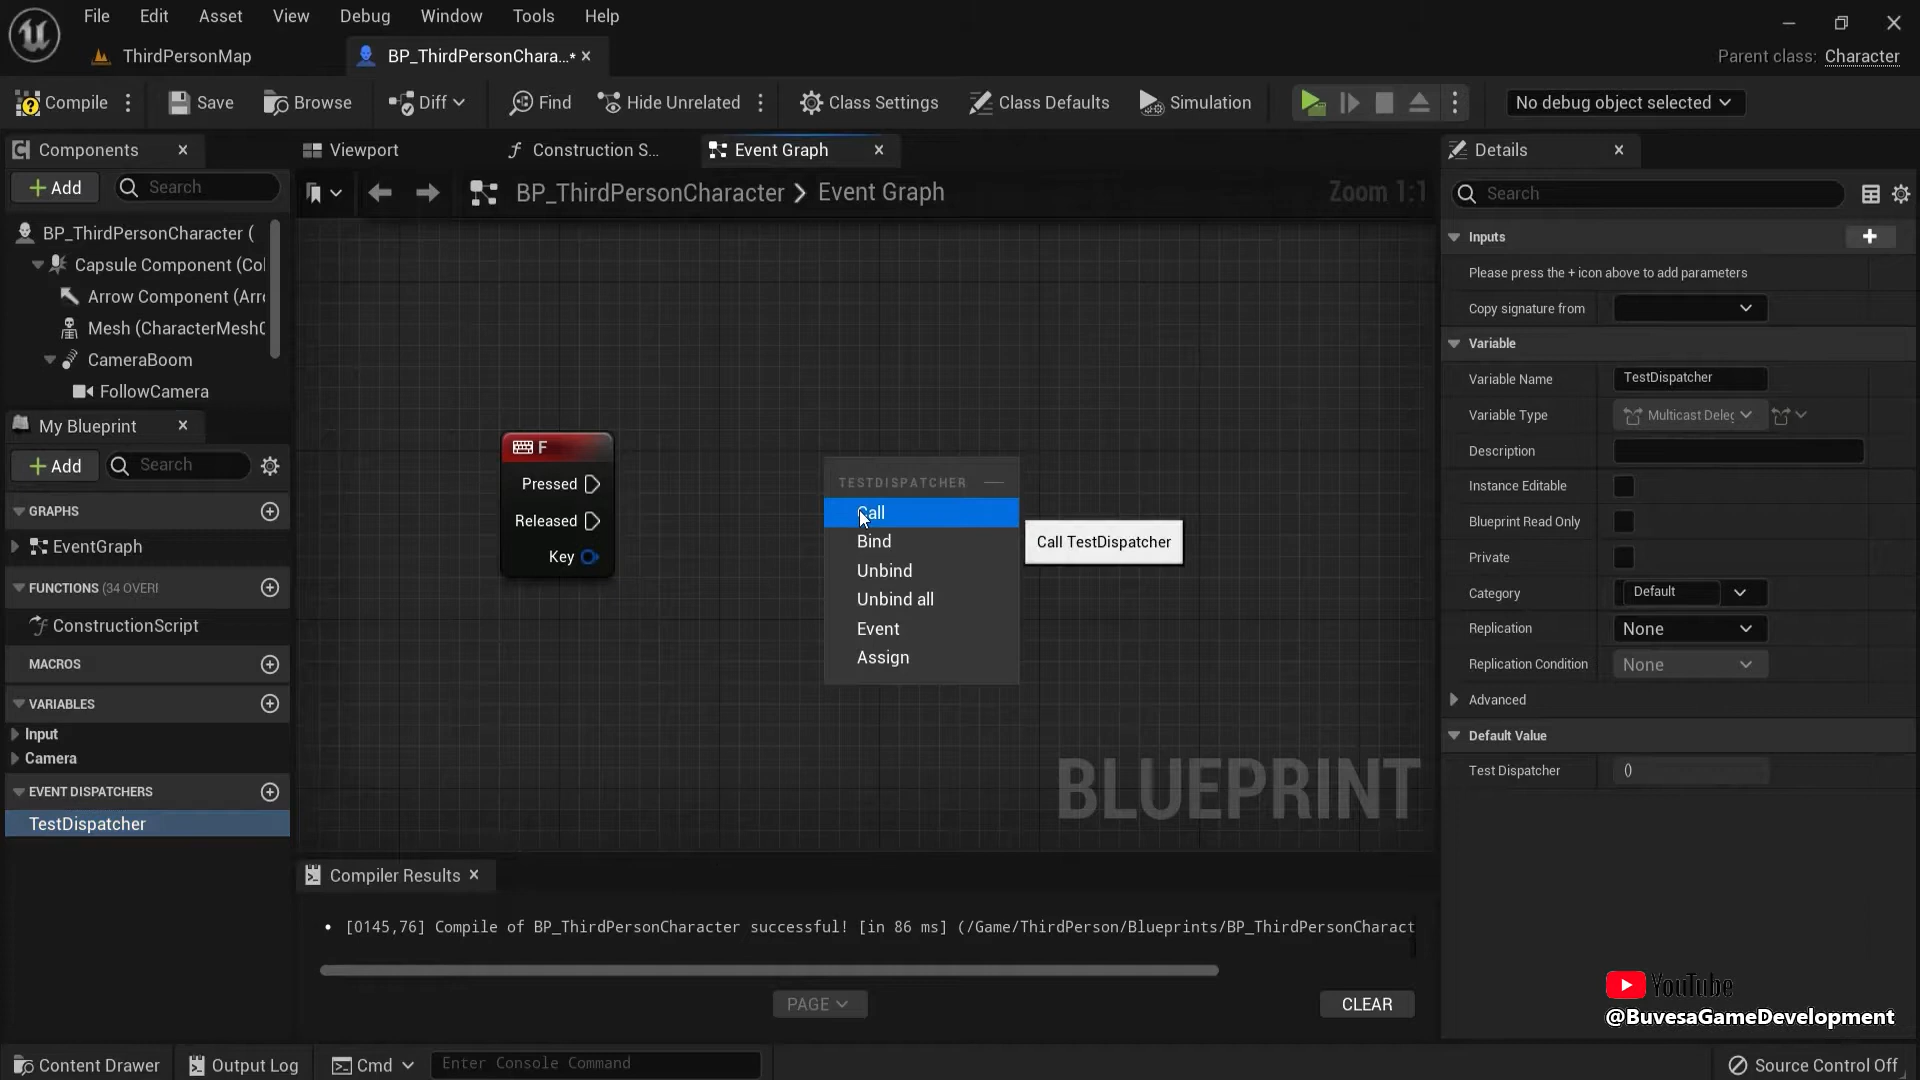 File Edit Asset View Debug Window Tools Help
ThirdPersonMap
BP_ThirdPersonChara...*
Parent class: Character
Compile
Save
Browse
Diff
Find
Hide Unrelated
Class Settings
Class Defaults
Simulation
No debug object selected
Components
Viewport
Construction S...
Event Graph
Details
Add
Search
BP_ThirdPersonCharacter > Event Graph
Zoom 1:1
Search
BP_ThirdPersonCharacter (
Capsule Component (Col
Arrow Component (Arr
Mesh (CharacterMesh
CameraBoom
FollowCamera
My Blueprint
Add
Search
GRAPHS
EventGraph
FUNCTIONS (34 OVERI
ConstructionScript
MACROS
VARIABLES
Input
Camera
EVENT DISPATCHERS
TestDispatcher
F
Pressed
Released
Key
TESTDISPATCHER
Call
Bind
Unbind
Unbind all
Event
Assign
Call TestDispatcher
BLUEPRINT
Inputs
Please press the + icon above to add parameters
Copy signature from
Variable
Variable Name TestDispatcher
Variable Type Multicast Deleg
Description
Instance Editable
Blueprint Read Only
Private
Category Default
Replication None
Replication Condition None
Advanced
Default Value
Test Dispatcher ()
Compiler Results
[0145,76] Compile of BP_ThirdPersonCharacter successful! [in 86 ms] (/Game/ThirdPerson/Blueprints/BP_ThirdPersonCharact
PAGE
CLEAR
YouTube
@BuvesaGameDevelopment
Content Drawer
Output Log
Cmd
Enter Console Command
Source Control Off